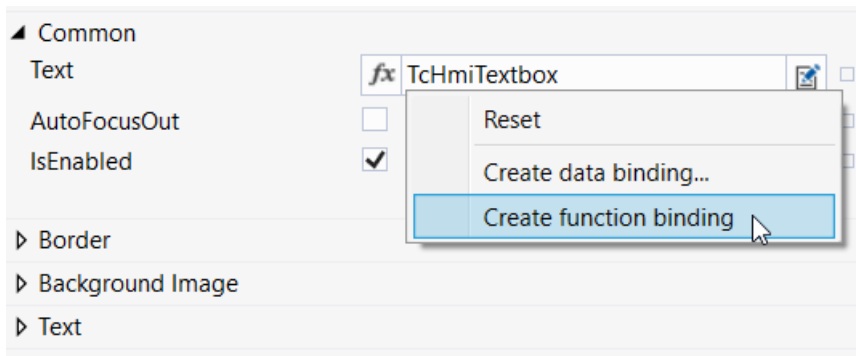 Common
Text
fx TcHmiTextbox
AutoFocusOut
Reset
IsEnabled
Create data binding...
Create function binding
Border
Background Image
Text